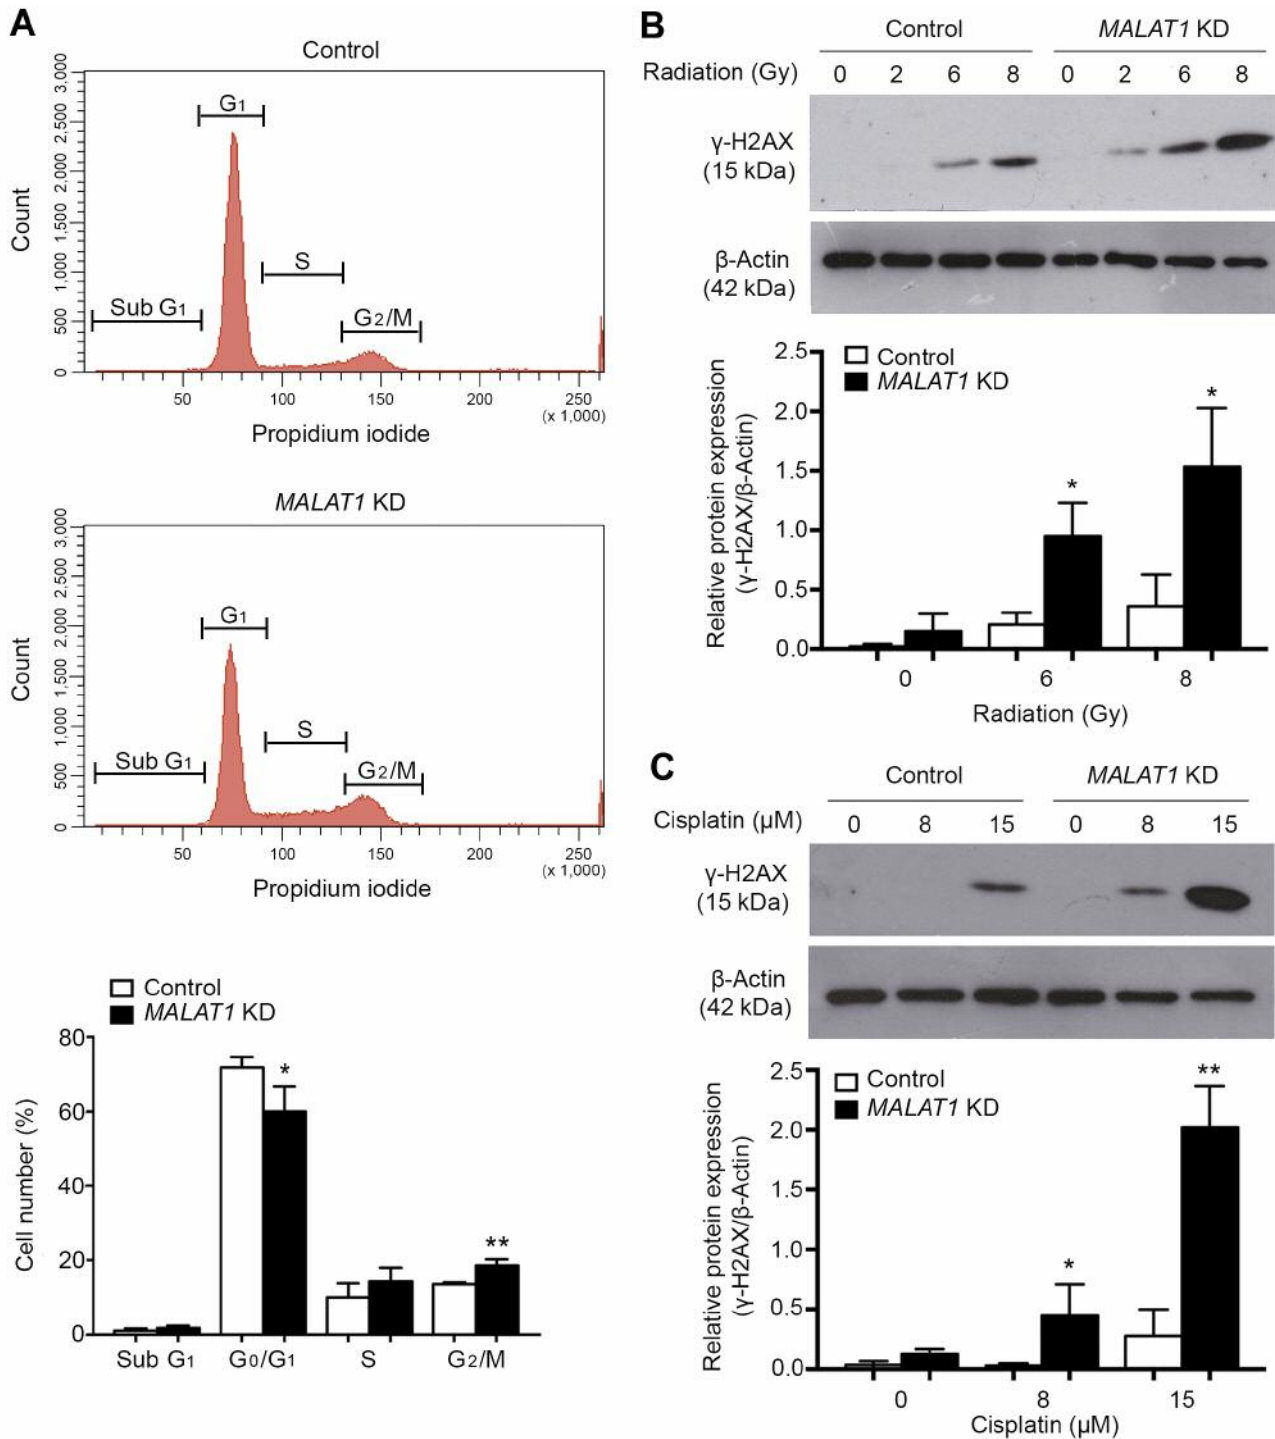 A
Control
3,000
2,500
2,000
1,500
1,000
500
0
Count
G1
S
Sub G1
G2/M
50 100 150 200 250
(x 1,000)
Propidium iodide
MALAT1 KD
3,000
2,500
2,000
1,500
1,000
500
0
Count
G1
S
Sub G1
G2/M
50 100 150 200 250
(x 1,000)
Propidium iodide
Control
MALAT1 KD
80
60
40
20
0
Cell number (%)
*
**
Sub G1 G0/G1 S G2/M
B
Control MALAT1 KD
Radiation (Gy) 0 2 6 8 0 2 6 8
γ-H2AX
(15 kDa)
β-Actin
(42 kDa)
2.5
2.0
1.5
1.0
0.5
0.0
Relative protein expression
(γ-H2AX/β-Actin)
Control
MALAT1 KD
*
*
0 6 8
Radiation (Gy)
C
Control MALAT1 KD
Cisplatin (μM) 0 8 15 0 8 15
γ-H2AX
(15 kDa)
β-Actin
(42 kDa)
2.5
2.0
1.5
1.0
0.5
0.0
Relative protein expression
(γ-H2AX/β-Actin)
Control
MALAT1 KD
*
**
0 8 15
Cisplatin (μM)